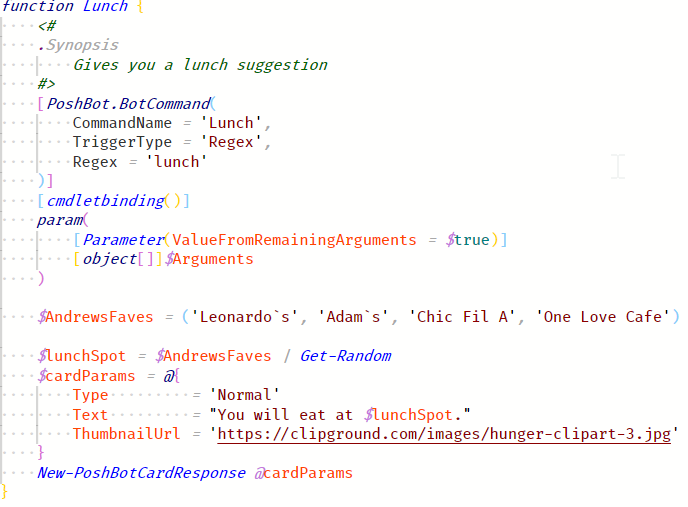 function Lunch {
    <#
    .Synopsis
        Gives you a lunch suggestion
    #>
    [PoshBot.BotCommand(
        CommandName = 'Lunch',
        TriggerType = 'Regex',
        Regex = 'lunch'
    )]
    [cmdletbinding()]
    param(
        [Parameter(ValueFromRemainingArguments = $true)]
        [object[]]$Arguments
    )

    $AndrewsFaves = ('Leonardo`s', 'Adam`s', 'Chic Fil A', 'One Love Cafe')

    $lunchSpot = $AndrewsFaves / Get-Random
    $cardParams = @{
        Type         = 'Normal'
        Text         = "You will eat at $lunchSpot."
        ThumbnailUrl = 'https://clipground.com/images/hunger-clipart-3.jpg'
    }
    New-PoshBotCardResponse @cardParams
}